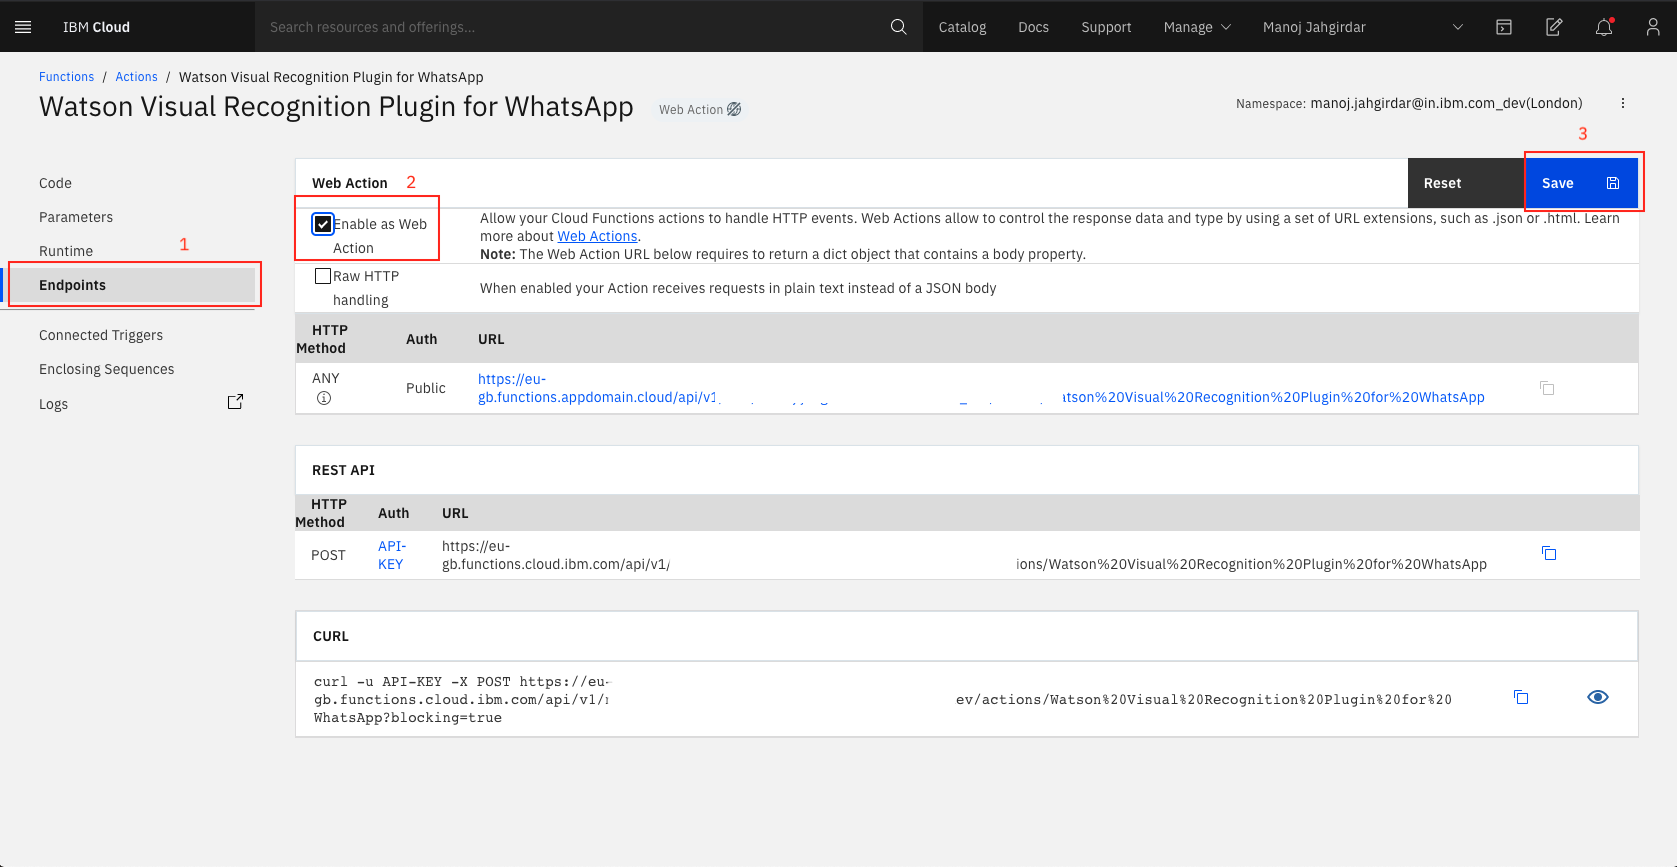 IBM Cloud
Search resources and offerings...
Catalog
Docs
Support
Manage
Manoj Jahgirdar
Functions / Actions / Watson Visual Recognition Plugin for WhatsApp
Watson Visual Recognition Plugin for WhatsApp
Web Action
Namespace: manoj.jahgirdar@in.ibm.com_dev(London)
Code
Parameters
Runtime
1
Endpoints
Connected Triggers
Enclosing Sequences
Logs
Web Action
2
Reset
3
Save
Enable as Web
Action
Allow your Cloud Functions actions to handle HTTP events. Web Actions allow to control the response data and type by using a set of URL extensions, such as .json or .html. Learn
more about Web Actions.
Note: The Web Action URL below requires to return a dict object that contains a body property.
Raw HTTP
handling
When enabled your Action receives requests in plain text instead of a JSON body
HTTP
Method
Auth
URL
ANY
Public
https://eu-
gb.functions.appdomain.cloud/api/v1
atson%20Visual%20Recognition%20Plugin%20for%20WhatsApp
REST API
HTTP
Method
Auth
URL
POST
API-
KEY
https://eu-
gb.functions.cloud.ibm.com/api/v1/
ions/Watson%20Visual%20Recognition%20Plugin%20for%20WhatsApp
CURL
curl -u API-KEY -X POST https://eu-
gb.functions.cloud.ibm.com/api/v1/
ev/actions/Watson%20Visual%20Recognition%20Plugin%20for%20
WhatsApp?blocking=true